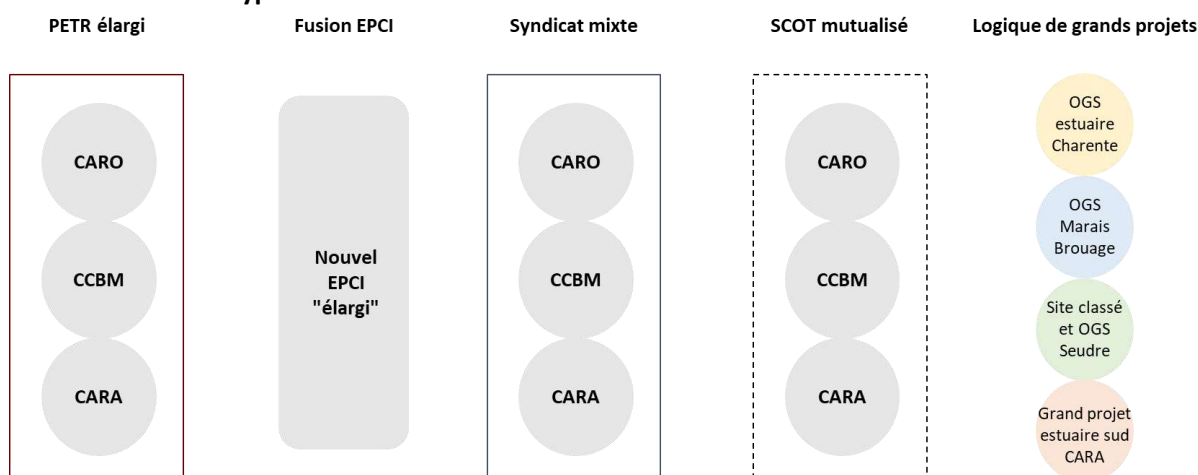 PETR élargi
Fusion EPCI
Syndicat mixte
SCOT mutualisé
Logique de grands projets
CARO
CCBM
CARA
Nouvel
EPCI
"élargi"
CARO
CCBM
CARA
CARO
CCBM
CARA
OGS
estuaire
Charente
OGS
Marais
Brouage
Site classé
et OGS
Seudre
Grand projet
estuaire sud
CARA